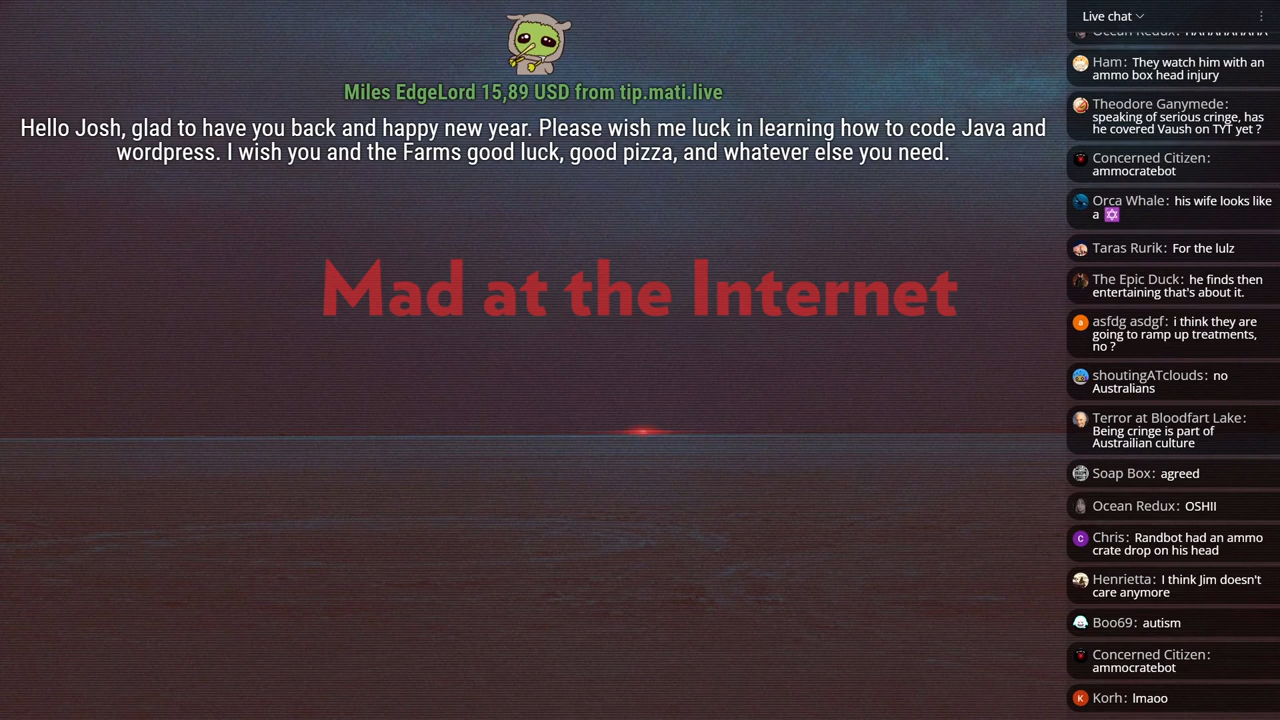 Live chat
Ocean Redux: HAHAHAHAHA
Ham: They watch him with an
ammo box head injury
Miles EdgeLord 15,89 USD from tip.mati.live
Hello Josh, glad to have you back and happy new year. Please wish me luck in learning how to code Java and
wordpress. I wish you and the Farms good luck, good pizza, and whatever else you need.
Theodore Ganymede:
speaking of serious cringe, has
he covered Vaush on TYT yet ?
Concerned Citizen:
ammocratebot
Orca Whale: his wife looks like
a ✡
Taras Rurik: For the lulz
Mad at the Internet
The Epic Duck: he finds then
entertaining that's about it.
asfdg asdgf: i think they are
going to ramp up treatments,
no ?
shoutingATclouds: no
Australians
Terror at Bloodfart Lake:
Being cringe is part of
Austrailian culture
Soap Box: agreed
Ocean Redux: OSHII
Chris: Randbot had an ammo
crate drop on his head
Henrietta: I think Jim doesn't
care anymore
Boo69: autism
Concerned Citizen:
ammocratebot
Korh: lmaoo